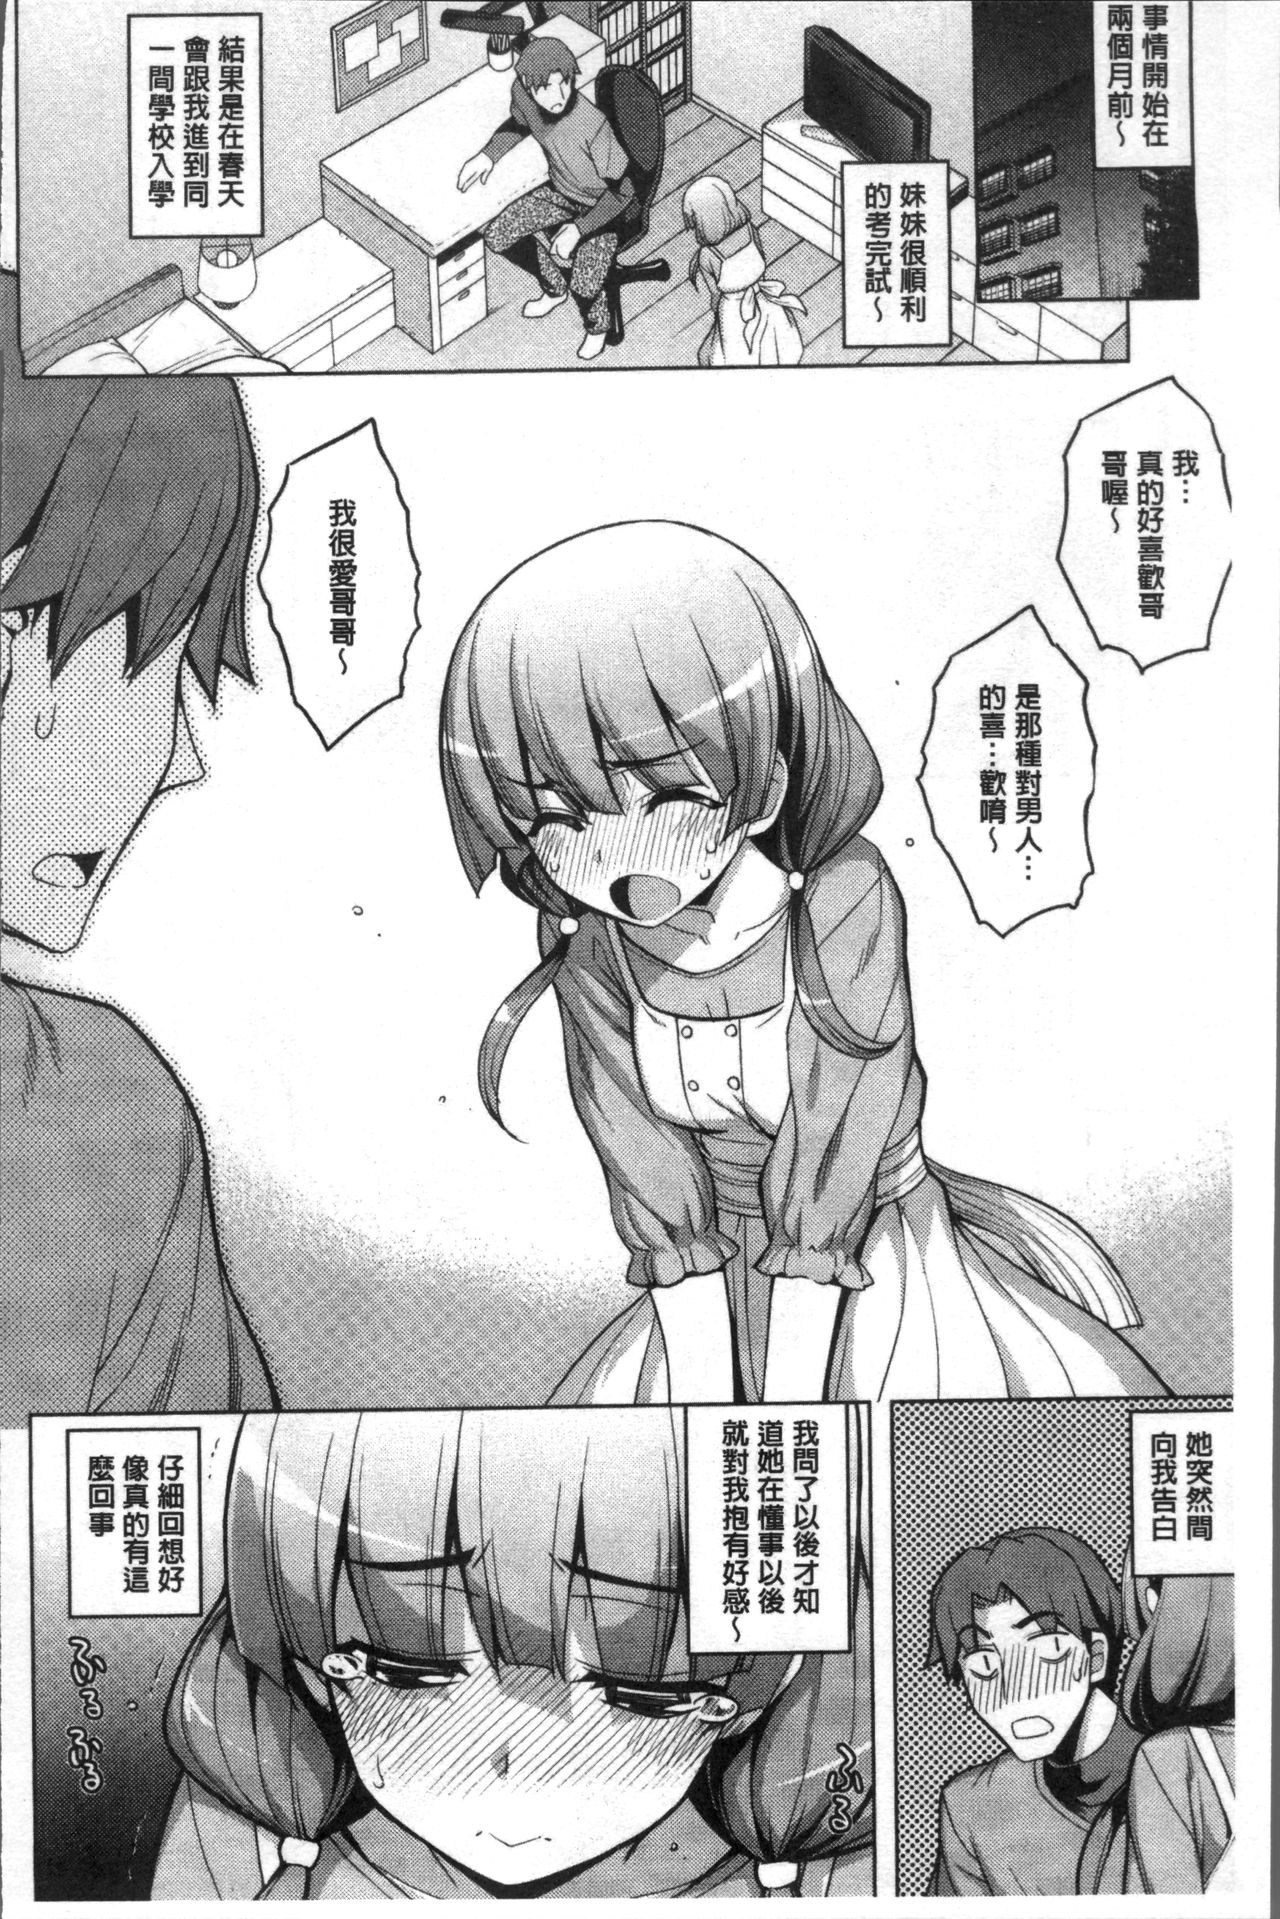 事情開始在
兩個月前～
妹妹很順利
的考完試～
結果是在春天
會跟我進到同
一間學校入學
我…
真的好喜歡哥
哥喔～
是那種對男人…
的喜…歡唷～
我很愛哥哥～
她突然間
向我告白
我問了以後才知
道她在懂事以後
就對我抱有好感～
仔細回想好
像真的有這
麼回事
ふる
ふるふる
ふる